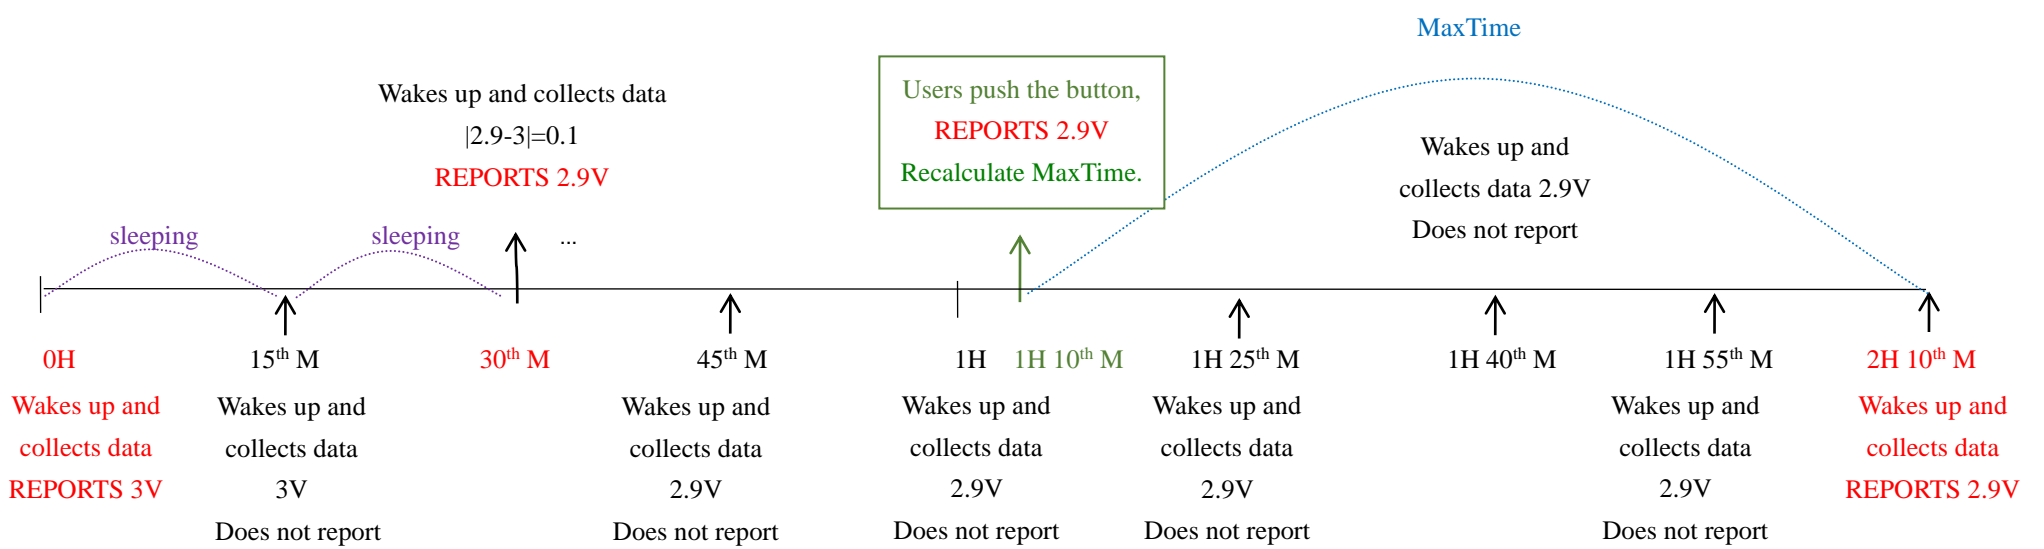 MaxTime
Wakes up and collects data
|2.9-3|=0.1
REPORTS 2.9V
Users push the button,
REPORTS 2.9V
Recalculate MaxTime.
Wakes up and
collects data 2.9V
Does not report
sleeping
sleeping
...
0H
Wakes up and
collects data
REPORTS 3V
15th M
Wakes up and
collects data
3V
Does not report
30th M
45th M
Wakes up and
collects data
2.9V
Does not report
1H
Wakes up and
collects data
2.9V
Does not report
1H 10th M
1H 25th M
Wakes up and
collects data
2.9V
Does not report
1H 40th M
1H 55th M
Wakes up and
collects data
2.9V
Does not report
2H 10th M
Wakes up and
collects data
REPORTS 2.9V